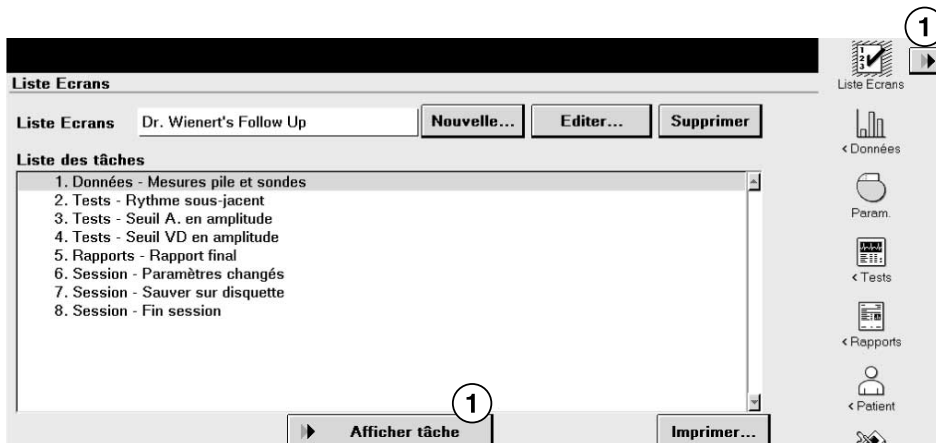 1
Liste Ecrans
Liste Ecrans
Liste Ecrans Dr. Wienert's Follow Up Nouvelle... Editer... Supprimer
< Données
Liste des tâches
1. Données - Mesures pile et sondes
2. Tests - Rythme sous-jacent
3. Tests - Seuil A. en amplitude
4. Tests - Seuil VD en amplitude
5. Rapports - Rapport final
6. Session - Paramètres changés
7. Session - Sauver sur disquette
8. Session - Fin session
Param.
< Tests
< Rapports
< Patient
1
Afficher tâche Imprimer...